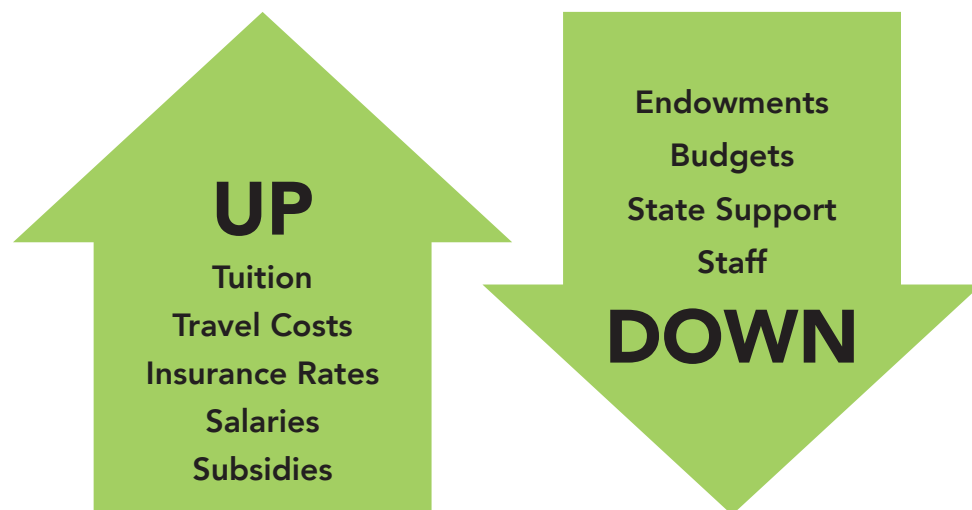 UP
Tuition
Travel Costs
Insurance Rates
Salaries
Subsidies
Endowments
Budgets
State Support
Staff
DOWN